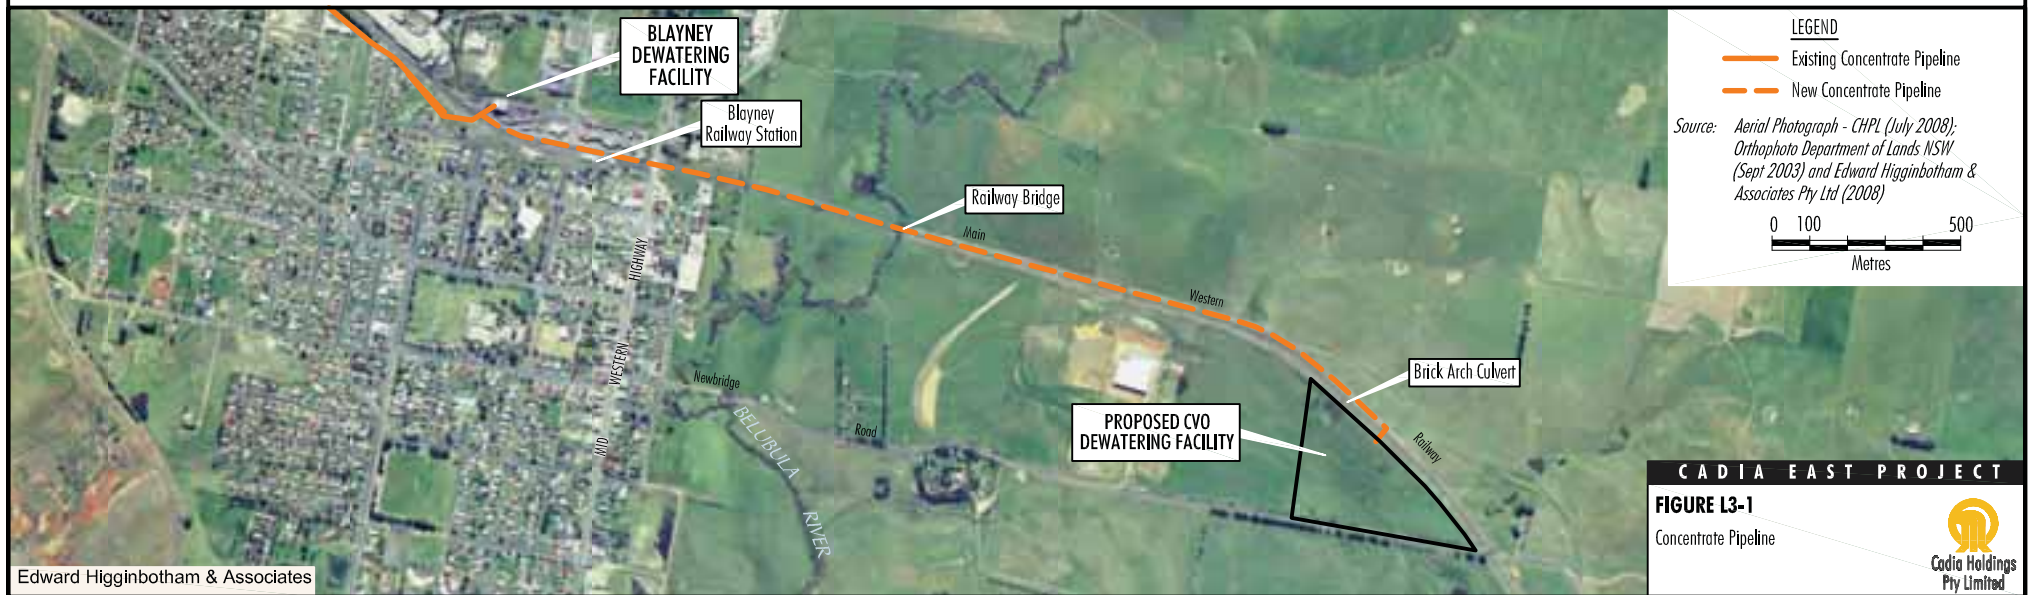 BLAYNEY
DEWATERING
FACILITY
Blayney
Railway Station
Railway Bridge
Main
Western
Railway
Brick Arch Culvert
PROPOSED CVO
DEWATERING FACILITY
MID
WESTERN
HIGHWAY
Newbridge
Road
BELUBULA
RIVER
Edward Higginbotham & Associates
LEGEND
Existing Concentrate Pipeline
New Concentrate Pipeline
Source: Aerial Photograph - CHPL (July 2008);
Orthophoto Department of Lands NSW
(Sept 2003) and Edward Higginbotham &
Associates Pty Ltd (2008)
0 100 500
Metres
CADIA EAST PROJECT
FIGURE L3-1
Concentrate Pipeline
Cadia Holdings
Pty Limited